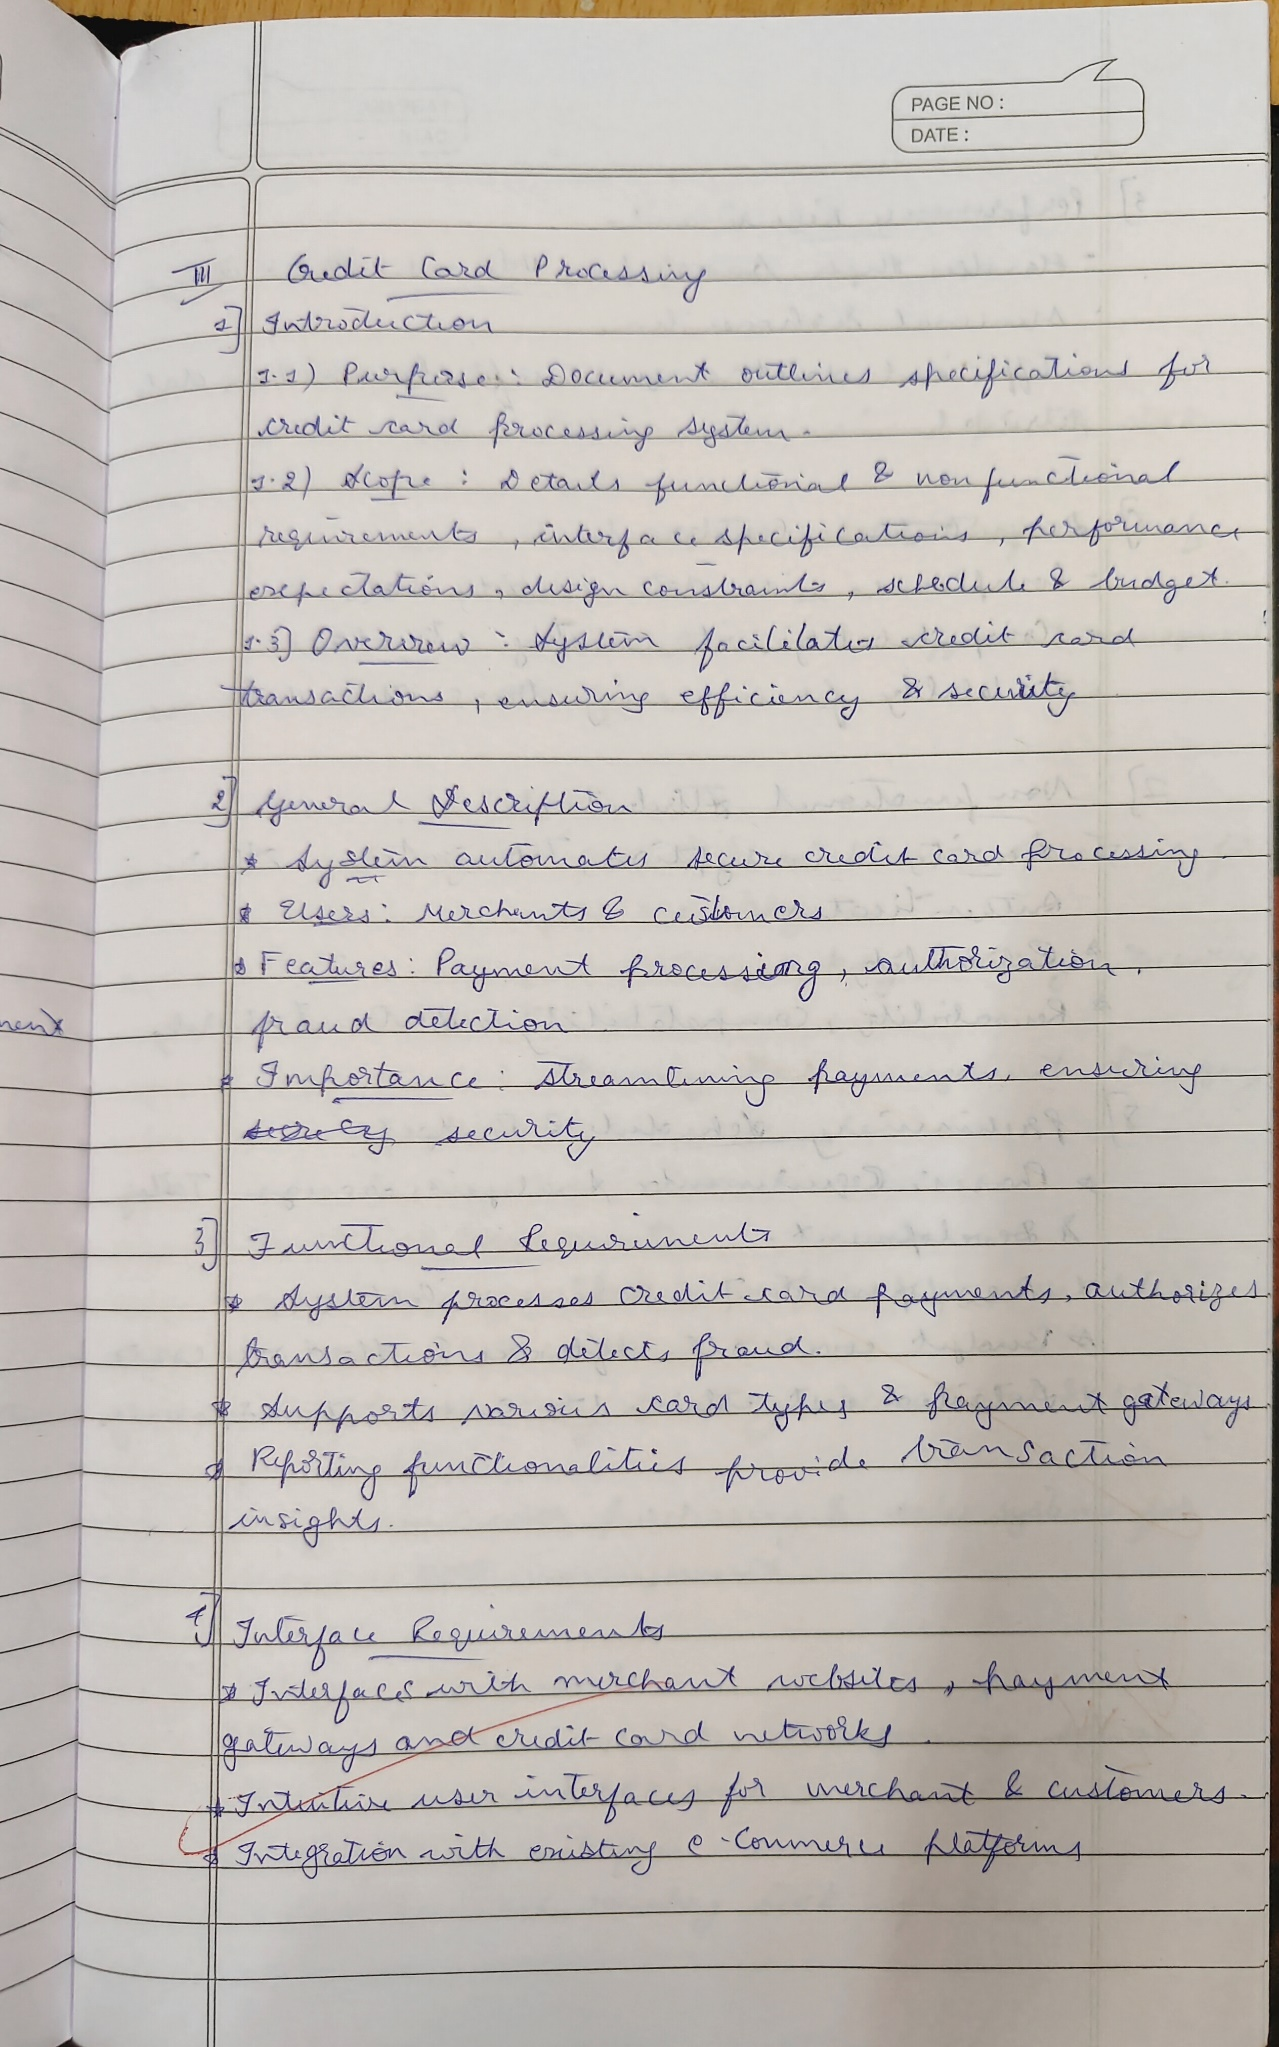 PAGE NO :
DATE :
III Credit Card Processing
1] Introduction
1.1) Purpose : Document outlines specifications for
credit card processing system.
1.2) Scope : Details functional & nonfunctional
requirements, interface specifications, performance
expectations, design constraints, schedule & budget.
1.3] Overview : System facilitates credit card
transactions, ensuring efficiency & security
2] General Description
* System automates secure credit card processing.
* Users : Merchants & customers
* Features : Payment processing, authorization,
fraud detection
ment
* Importance : Streamlining payments, ensuring
security
3] Functional Requirements
* System processes credit card payments, authorizes
transactions & detects fraud.
* Supports various card types & payment gateways
* Reporting functionalities provide transaction
insights.
4] Interface Requirements
* Interfaces with merchant websites, payment
gateways and credit card networks.
* Intuitive user interfaces for merchant & customers.
* Integration with existing e-commerce platforms